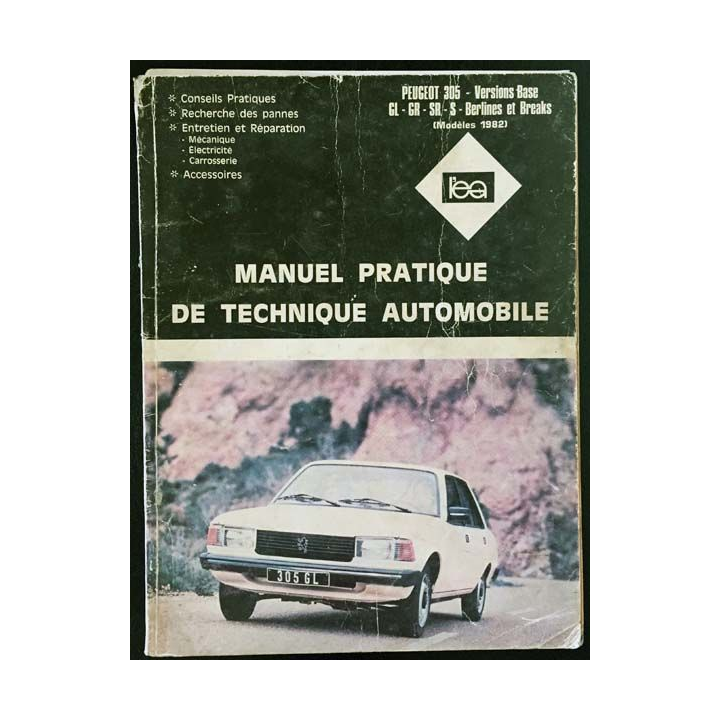 * Conseils Pratiques
* Recherche des pannes
* Entretien et Réparation
- Mécanique
- Électricité
- Carrosserie
* Accessoires
PEUGEOT 305 - Versions Base
GL - GR - SR - S - Berlines et Breaks
(Modèles 1982)
l'ea
MANUEL PRATIQUE
DE TECHNIQUE AUTOMOBILE
305 GL